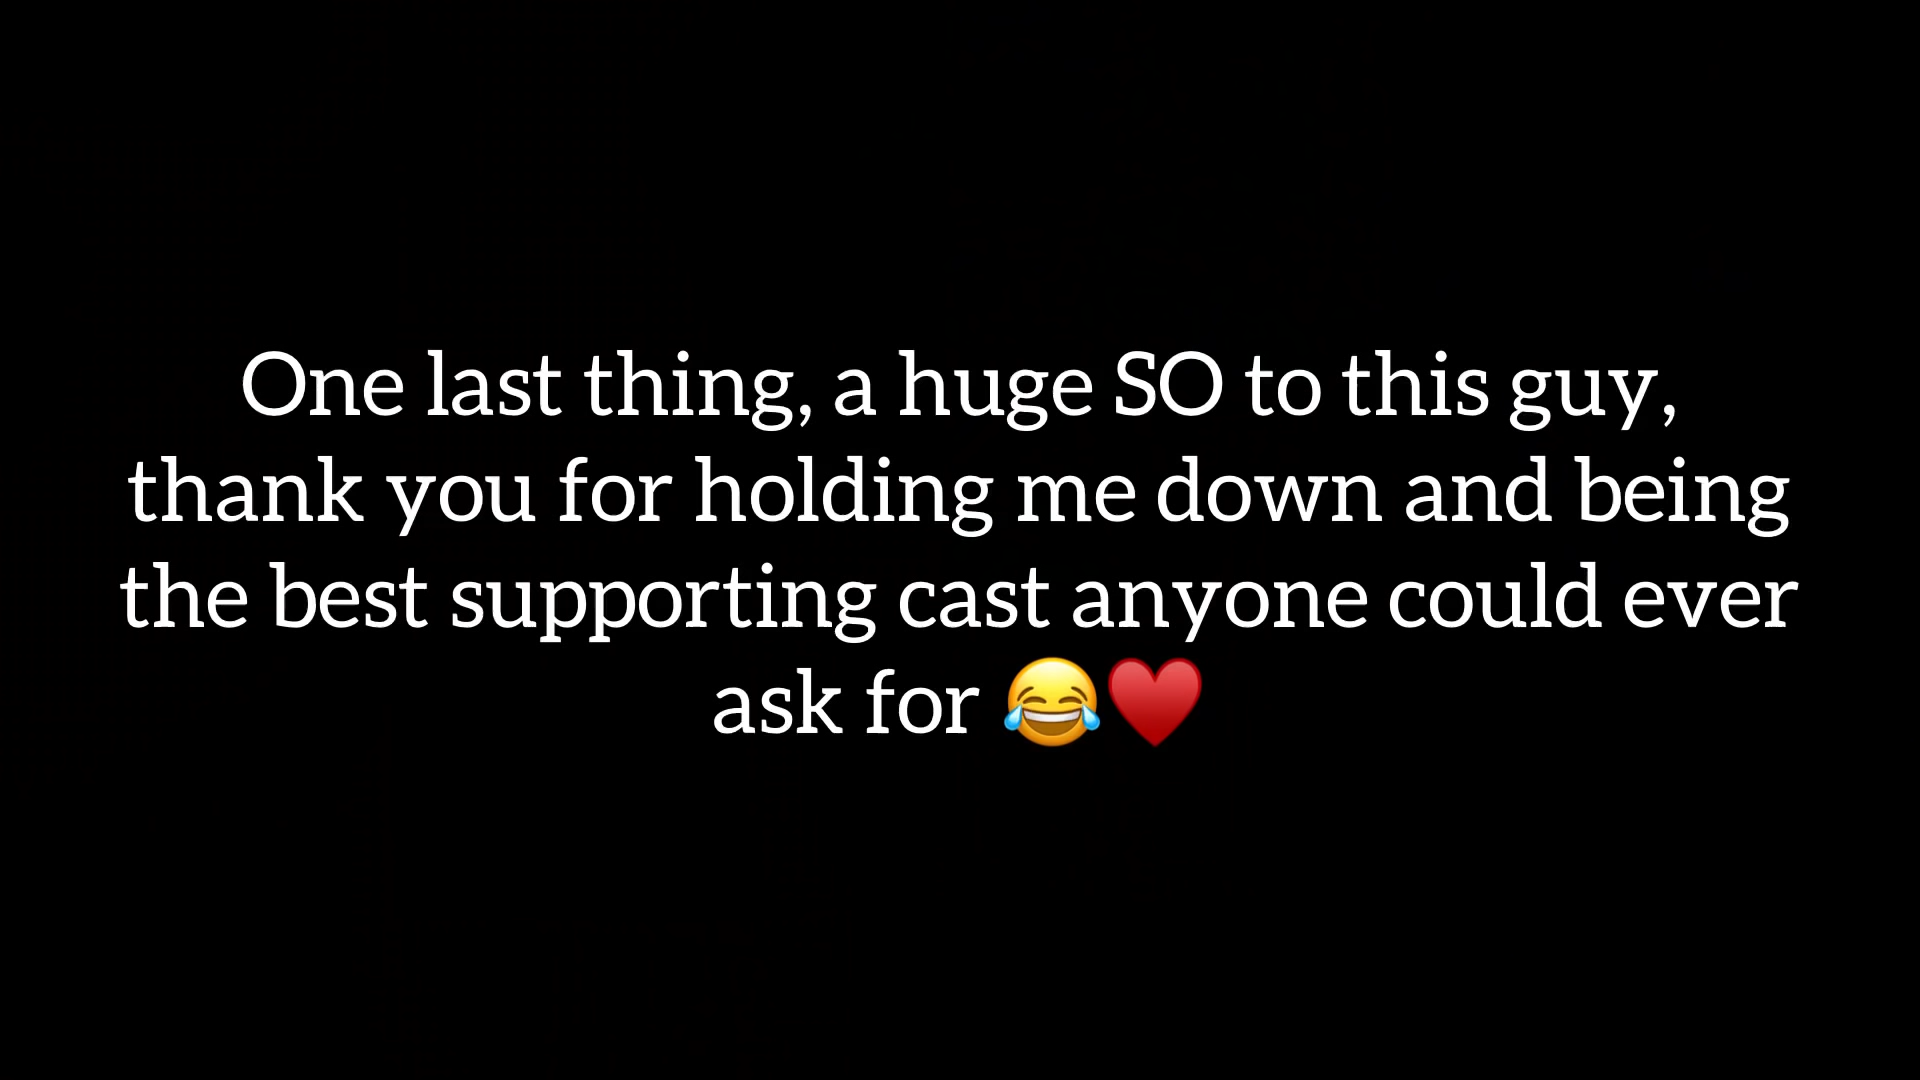 One last thing, a huge SO to this guy,
thank you for holding me down and being
the best supporting cast anyone could ever
ask for 😂♥️